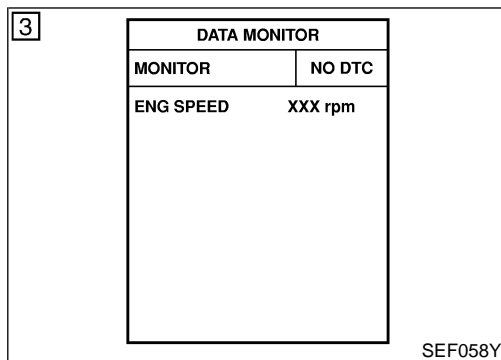 3
DATA MONITOR
MONITOR NO DTC
ENG SPEED XXX rpm
SEF058Y